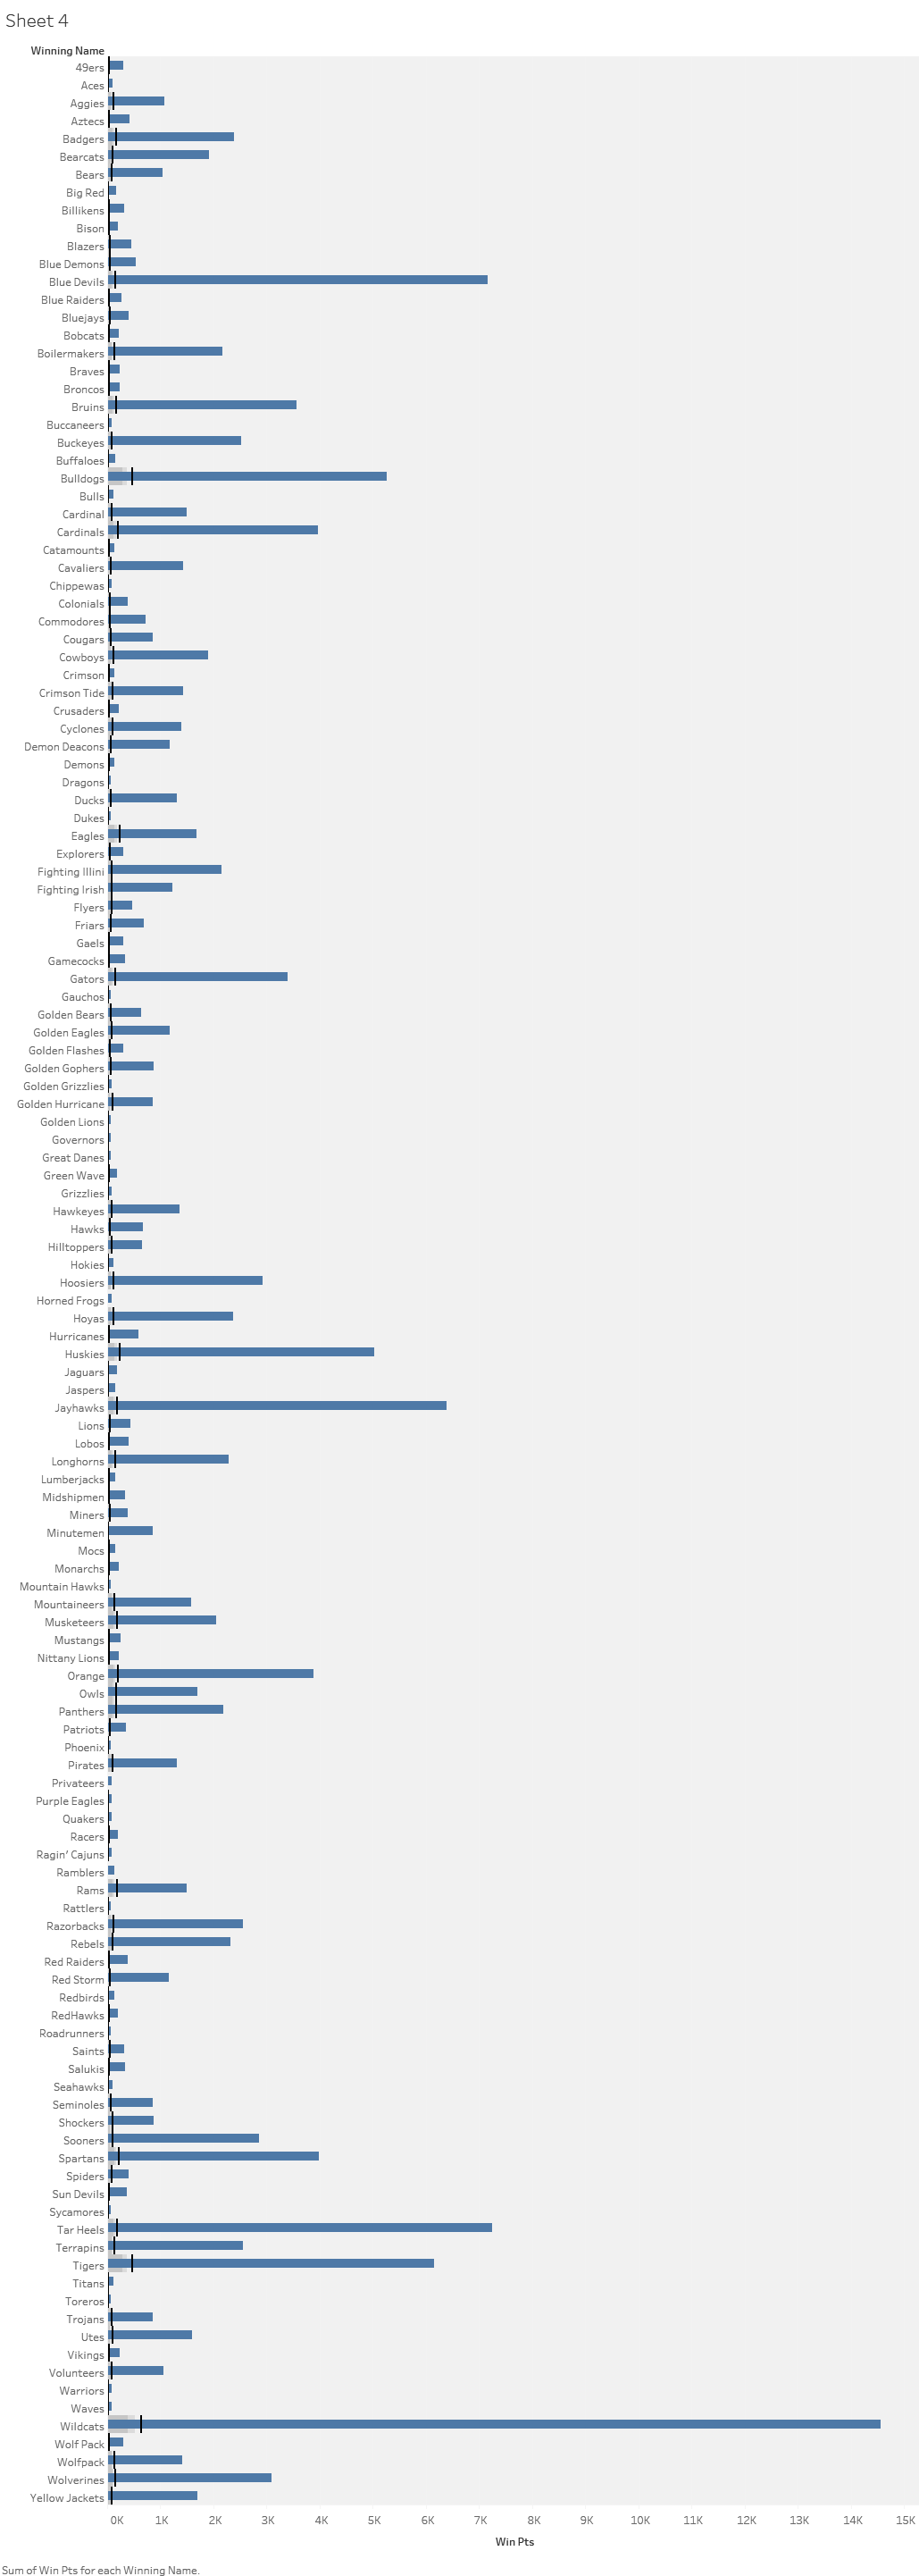 Sheet 4
Winning Name
49ers
Aces
Aggies
Aztecs
Badgers
Bearcats
Bears
Big Red
Billikens
Bison
Blazers
Blue Demons
Blue Devils
Blue Raiders
Bluejays
Bobcats
Boilermakers
Braves
Broncos
Bruins
Buccaneers
Buckeyes
Buffaloes
Bulldogs
Bulls
Cardinal
Cardinals
Catamounts
Cavaliers
Chippewas
Colonials
Commodores
Cougars
Cowboys
Crimson
Crimson Tide
Crusaders
Cyclones
Demon Deacons
Demons
Dragons
Ducks
Dukes
Eagles
Explorers
Fighting Illini
Fighting Irish
Flyers
Friars
Gaels
Gamecocks
Gators
Gauchos
Golden Bears
Golden Eagles
Golden Flashes
Golden Gophers
Golden Grizzlies
Golden Hurricane
Golden Lions
Governors
Great Danes
Green Wave
Grizzlies
Hawkeyes
Hawks
Hilltoppers
Hokies
Hoosiers
Horned Frogs
Hoyas
Hurricanes
Huskies
Jaguars
Jaspers
Jayhawks
Lions
Lobos
Longhorns
Lumberjacks
Midshipmen
Miners
Minutemen
Mocs
Monarchs
Mountain Hawks
Mountaineers
Musketeers
Mustangs
Nittany Lions
Orange
Owls
Panthers
Patriots
Phoenix
Pirates
Privateers
Purple Eagles
Quakers
Racers
Ragin' Cajuns
Ramblers
Rams
Rattlers
Razorbacks
Rebels
Red Raiders
Red Storm
Redbirds
RedHawks
Roadrunners
Saints
Salukis
Seahawks
Seminoles
Shockers
Sooners
Spartans
Spiders
Sun Devils
Sycamores
Tar Heels
Terrapins
Tigers
Titans
Toreros
Trojans
Utes
Vikings
Volunteers
Warriors
Waves
Wildcats
Wolf Pack
Wolfpack
Wolverines
Yellow Jackets
0K 1K 2K 3K 4K 5K 6K 7K 8K 9K 10K 11K 12K 13K 14K 15K
Win Pts
Sum of Win Pts for each Winning Name.